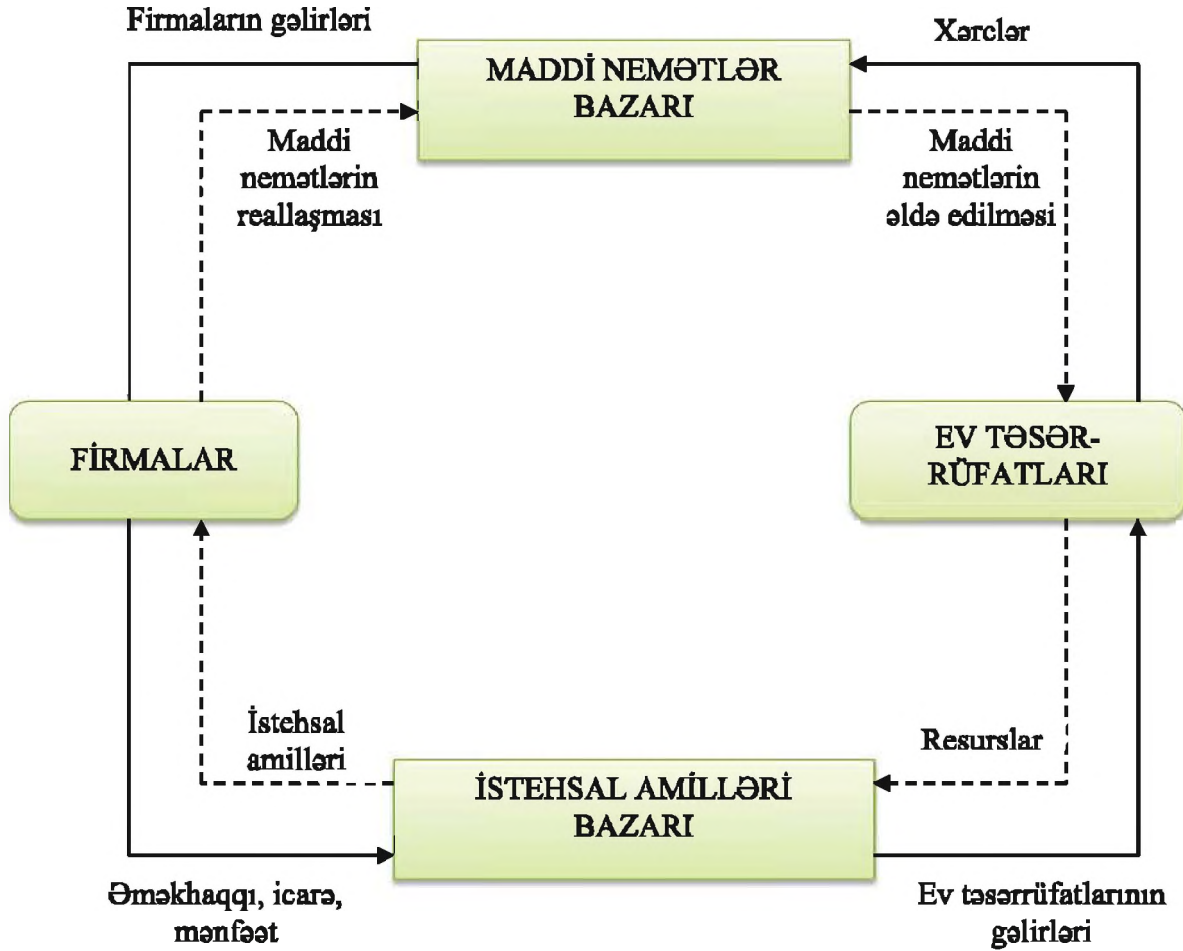 Firmaların gəlirləri
MADDİ NEMƏTLƏR
BAZARI
Xərclər
Maddi
nemətlərin
reallaşması
Maddi
nemətlərin
əldə edilməsi
FİRMALAR
EV TƏSƏR-
RÜFATLARI
İstehsal
amilləri
Resurslar
İSTEHSAL AMİLLƏRİ
BAZARI
Əməkhaqqı, icarə,
mənfəət
Ev təsərrüfatlarının
gəlirləri